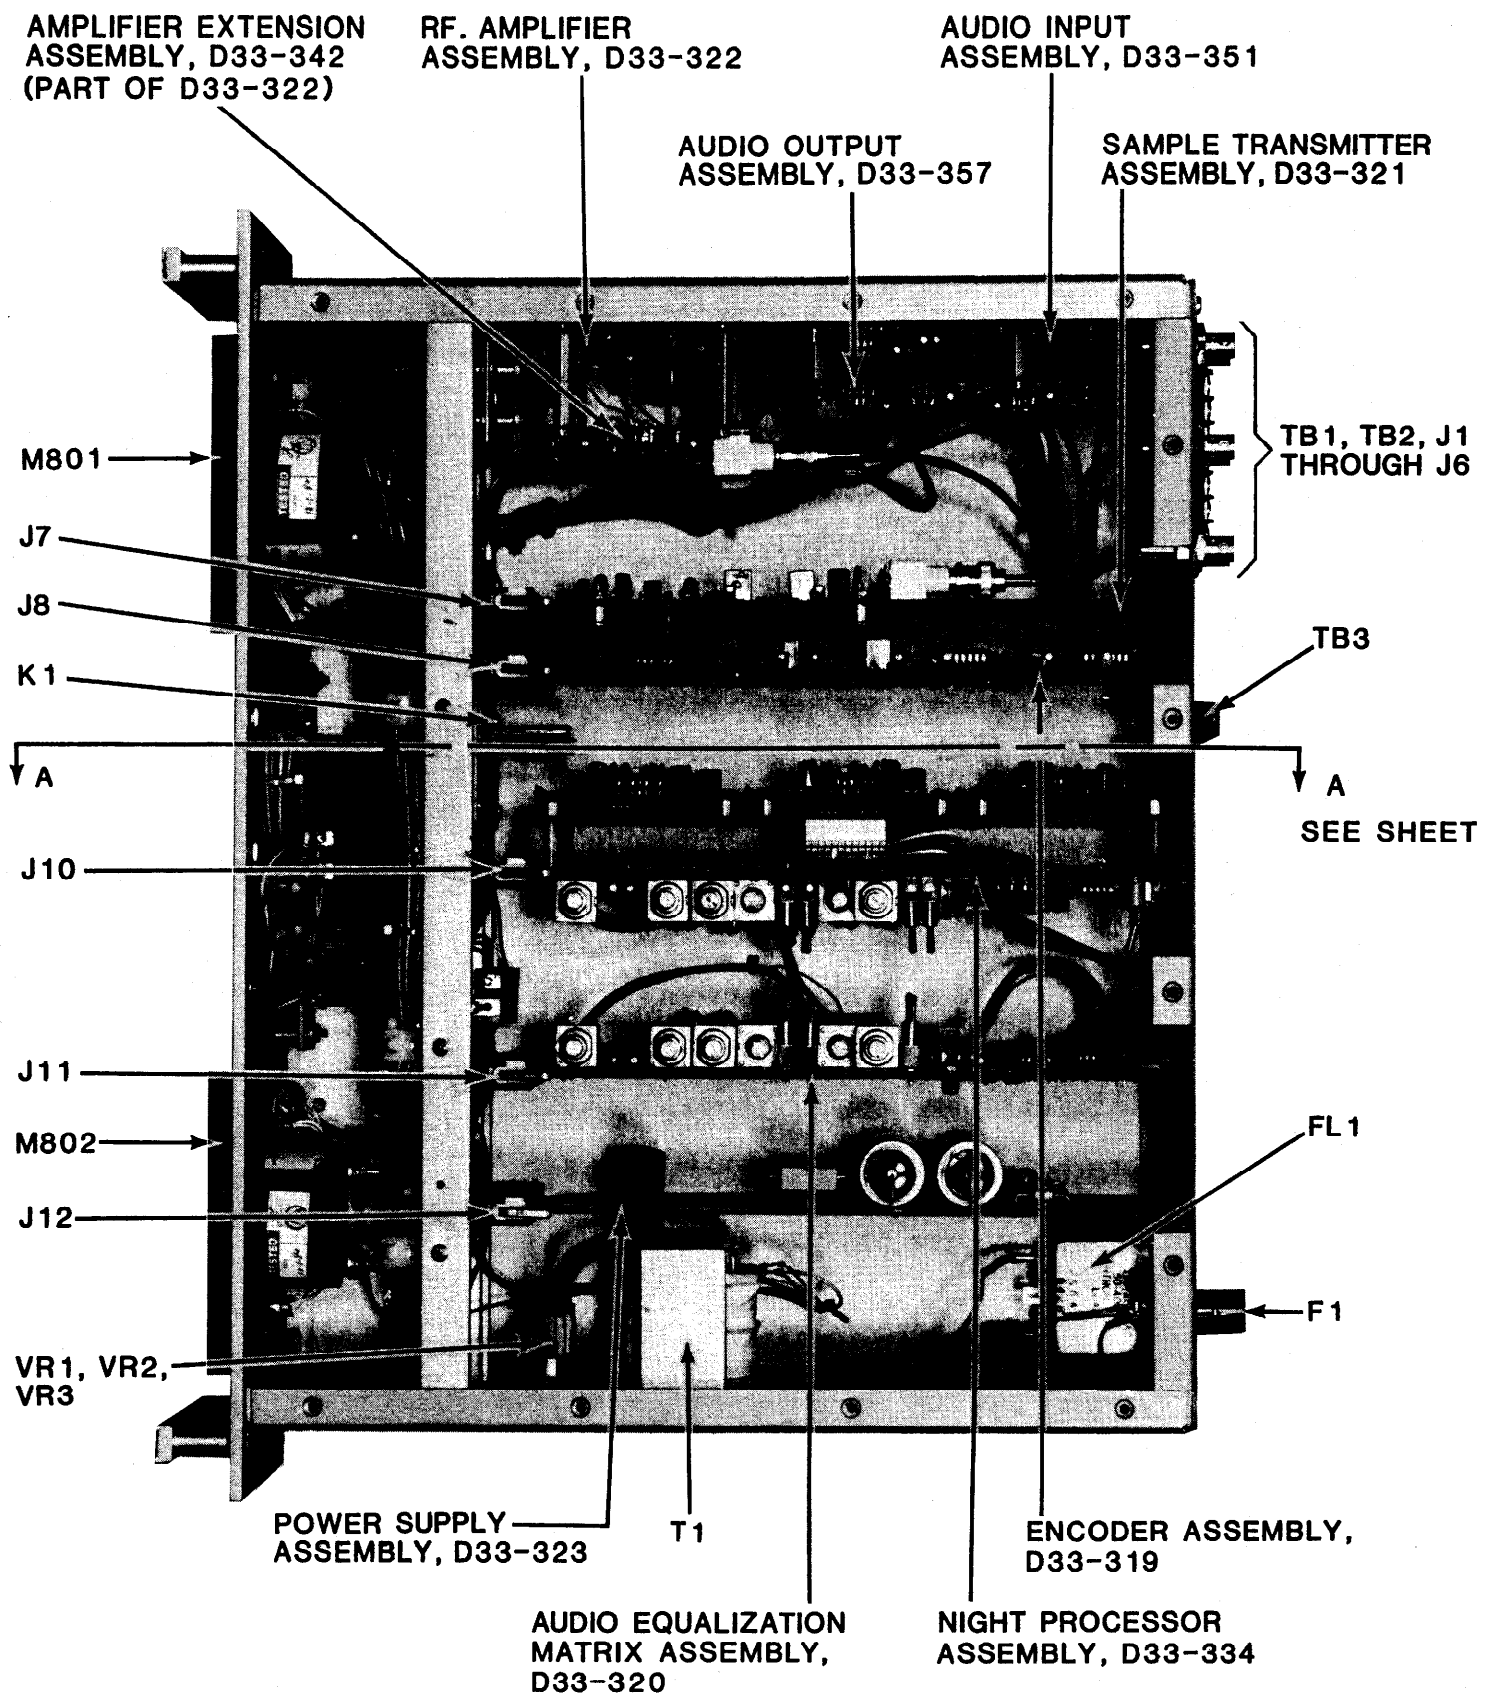 AMPLIFIER EXTENSION
ASSEMBLY, D33-342
(PART OF D33-322)
RF. AMPLIFIER
ASSEMBLY, D33-322
AUDIO INPUT
ASSEMBLY, D33-351
AUDIO OUTPUT
ASSEMBLY, D33-357
SAMPLE TRANSMITTER
ASSEMBLY, D33-321
M801
TESTED
TB1, TB2, J1
THROUGH J6
J7
J8
K1
TB3
A
A
SEE SHEET
J10
J11
M802
FL1
J12
TESTED
F1
VR1, VR2,
VR3
POWER SUPPLY
ASSEMBLY, D33-323
T1
ENCODER ASSEMBLY,
D33-319
AUDIO EQUALIZATION
MATRIX ASSEMBLY,
D33-320
NIGHT PROCESSOR
ASSEMBLY, D33-334